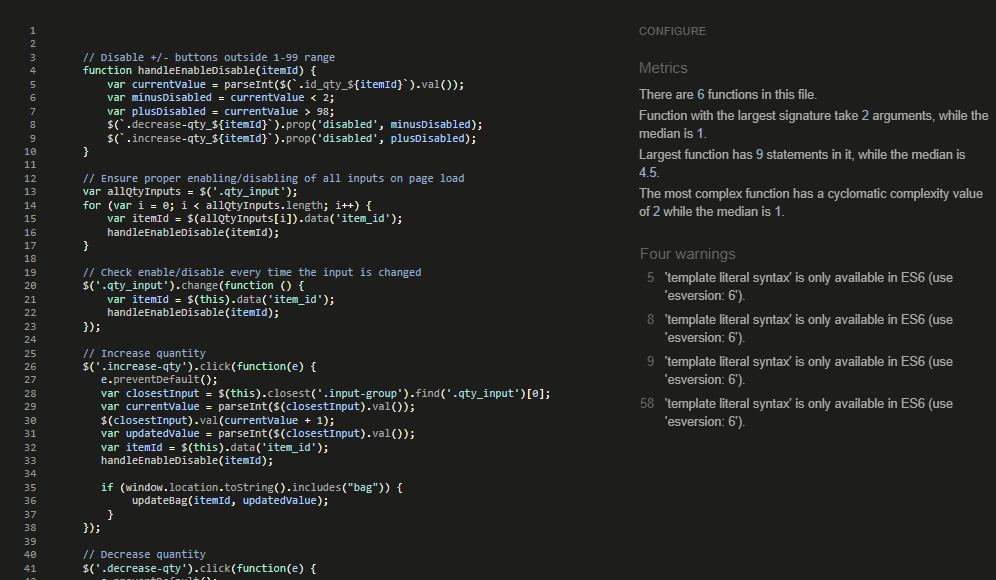 1
2
3 // Disable +/- buttons outside 1-99 range
4 function handleEnableDisable(itemId) {
5 var currentValue = parseInt($(`.id_qty_${itemId}`).val());
6 var minusDisabled = currentValue < 2;
7 var plusDisabled = currentValue > 98;
8 $(`.decrease-qty_${itemId}`).prop('disabled', minusDisabled);
9 $(`.increase-qty_${itemId}`).prop('disabled', plusDisabled);
10 }
11
12 // Ensure proper enabling/disabling of all inputs on page load
13 var allQtyInputs = $('.qty_input');
14 for (var i = 0; i < allQtyInputs.length; i++) {
15 var itemId = $(allQtyInputs[i]).data('item_id');
16 handleEnableDisable(itemId);
17 }
18
19 // Check enable/disable every time the input is changed
20 $('.qty_input').change(function () {
21 var itemId = $(this).data('item_id');
22 handleEnableDisable(itemId);
23 });
24
25 // Increase quantity
26 $('.increase-qty').click(function(e) {
27 e.preventDefault();
28 var closestInput = $(this).closest('.input-group').find('.qty_input')[0];
29 var currentValue = parseInt($(closestInput).val());
30 $(closestInput).val(currentValue + 1);
31 var updatedValue = parseInt($(closestInput).val());
32 var itemId = $(this).data('item_id');
33 handleEnableDisable(itemId);
34
35 if (window.location.toString().includes("bag")) {
36 updateBag(itemId, updatedValue);
37 }
38 });
39
40 // Decrease quantity
41 $('.decrease-qty').click(function(e) {
CONFIGURE
Metrics
There are 6 functions in this file.
Function with the largest signature take 2 arguments, while the
median is 1.
Largest function has 9 statements in it, while the median is
4.5.
The most complex function has a cyclomatic complexity value
of 2 while the median is 1.
Four warnings
5 'template literal syntax' is only available in ES6 (use
'esversion: 6').
8 'template literal syntax' is only available in ES6 (use
'esversion: 6').
9 'template literal syntax' is only available in ES6 (use
'esversion: 6').
58 'template literal syntax' is only available in ES6 (use
'esversion: 6').